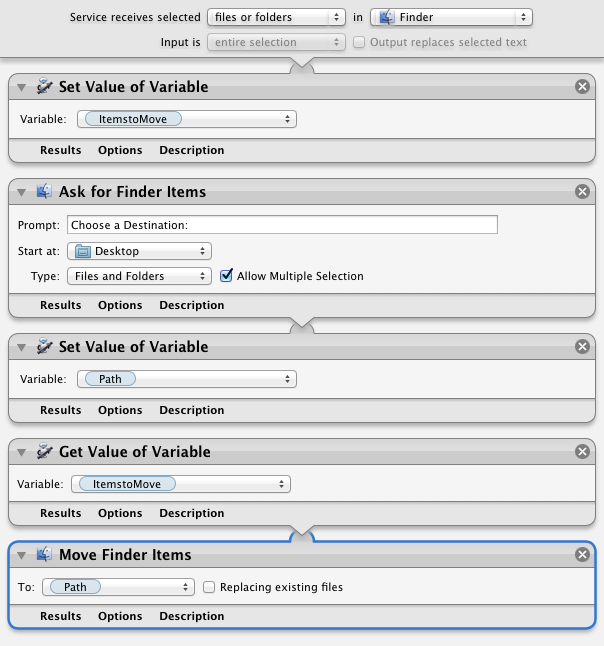 Service receives selected files or folders in Finder
Input is entire selection Output replaces selected text
Set Value of Variable
Variable: ItemstoMove
Results Options Description
Ask for Finder Items
Prompt: Choose a Destination:
Start at: Desktop
Type: Files and Folders Allow Multiple Selection
Results Options Description
Set Value of Variable
Variable: Path
Results Options Description
Get Value of Variable
Variable: ItemstoMove
Results Options Description
Move Finder Items
To: Path Replacing existing files
Results Options Description